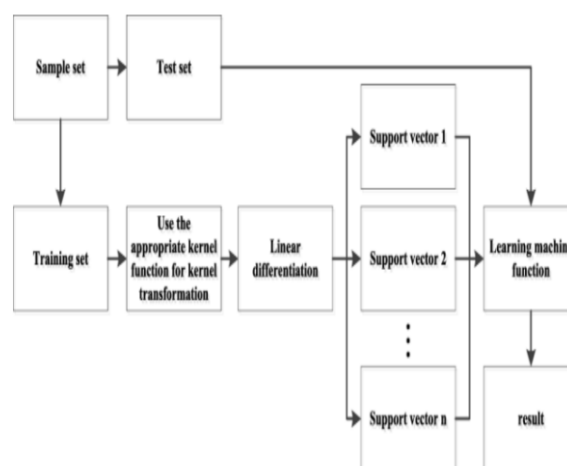 Sample set
Test set
Support vector 1
Training set
Use the
appropriate kernel
function for kernel
transformation
Linear
differentiation
Support vector 2
Learning machine
function
Support vector n
result